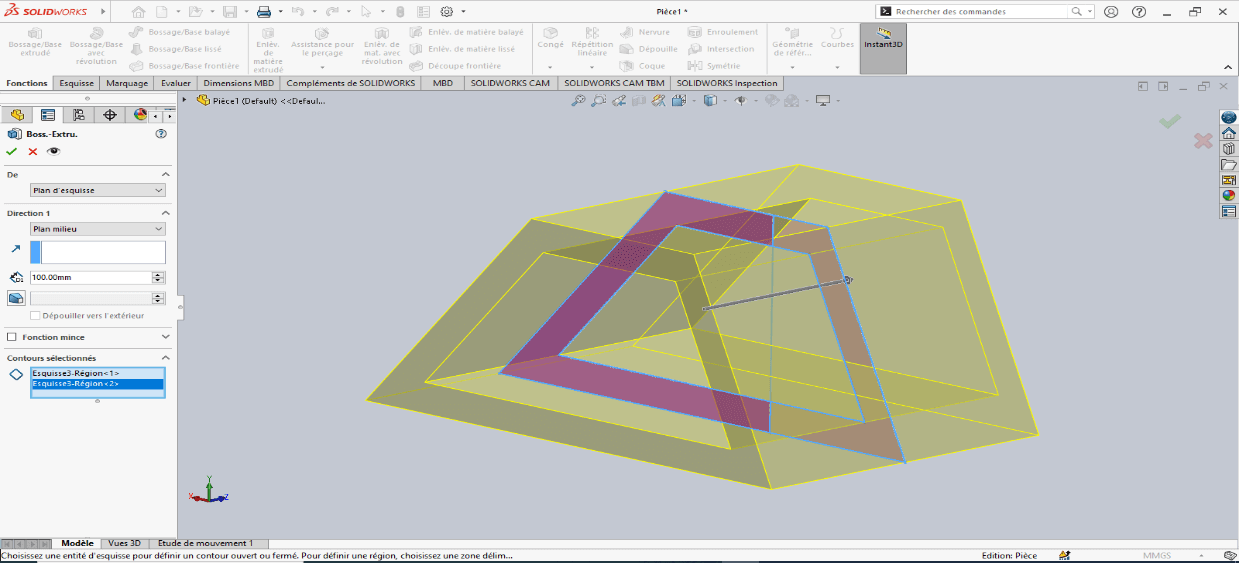 SOLIDWORKS
Pièce1 *
Rechercher des commandes
Bossage/Base extrudé
Bossage/Base avec révolution
Bossage/Base balayé
Bossage/Base lissé
Bossage/Base frontière
Enlèv. de matière extrudé
Assistance pour le perçage
Enlèv. de mat. avec révolution
Enlèv. de matière balayé
Enlèv. de matière lissé
Découpe frontière
Congé
Répétition linéaire
Nervure
Dépouille
Coque
Enroulement
Intersection
Symétrie
Géométrie de référ...
Courbes
Instant3D
Fonctions Esquisse Marquage Evaluer Dimensions MBD Compléments de SOLIDWORKS MBD SOLIDWORKS CAM SOLIDWORKS CAM TBM SOLIDWORKS Inspection
Pièce1 (Default) <<Defaul...
Boss.-Extru.
De
Plan d'esquisse
Direction 1
Plan milieu
D1
100.00mm
Dépouiller vers l'extérieur
Fonction mince
Contours sélectionnés
Esquisse3-Région<1>
Esquisse3-Région<2>
Y
X
Z
Modèle Vues 3D Etude de mouvement 1
Choisissez une entité d'esquisse pour définir un contour ouvert ou fermé. Pour définir une région, choisissez une zone délim...
Edition: Pièce
MMGS